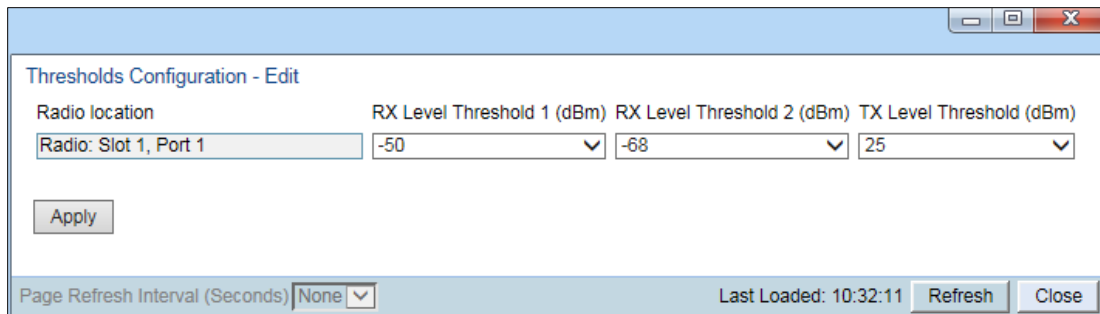 Thresholds Configuration - Edit
Radio location RX Level Threshold 1 (dBm) RX Level Threshold 2 (dBm) TX Level Threshold (dBm)
Radio: Slot 1, Port 1 -50 -68 25
Apply
Page Refresh Interval (Seconds) None Last Loaded: 10:32:11 Refresh Close